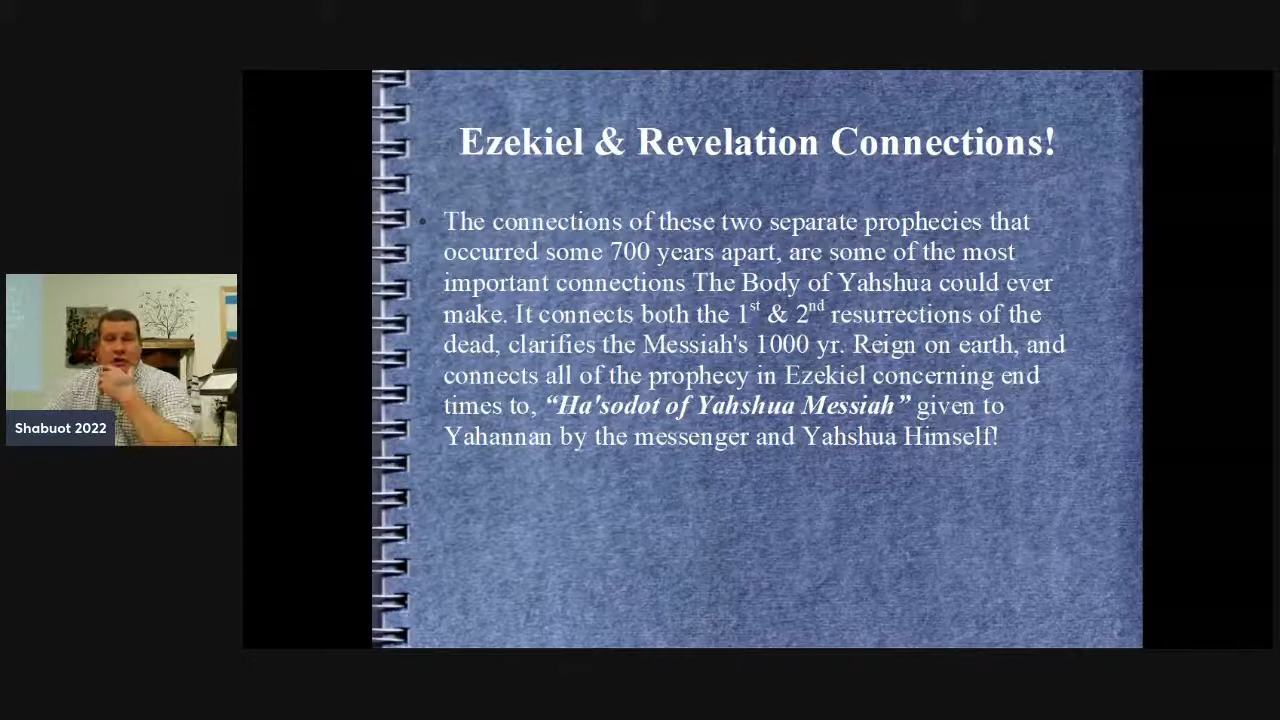 Ezekiel & Revelation Connections!
• The connections of these two separate prophecies that
occurred some 700 years apart, are some of the most
important connections The Body of Yahshua could ever
make. It connects both the 1st & 2nd resurrections of the
dead, clarifies the Messiah's 1000 yr. Reign on earth, and
connects all of the prophecy in Ezekiel concerning end
times to, “Ha'sodot of Yahshua Messiah” given to
Yahannan by the messenger and Yahshua Himself!
Shabuot 2022